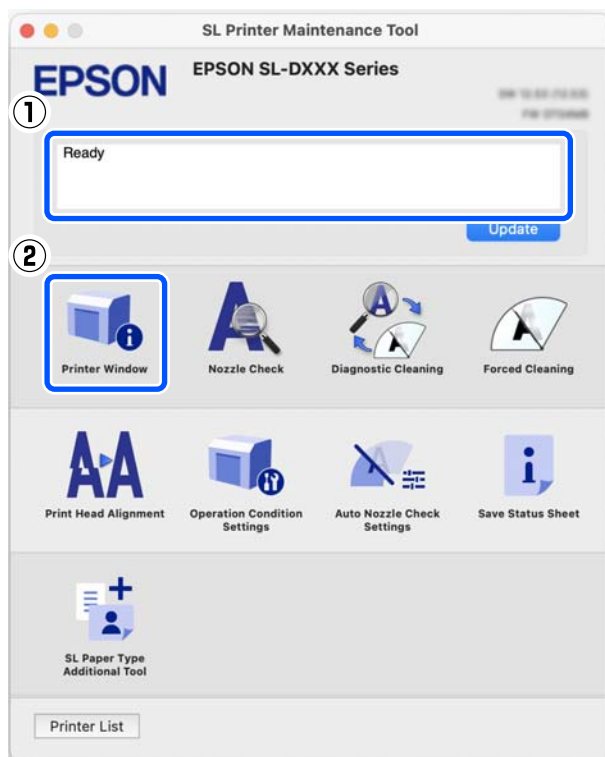 SL Printer Maintenance Tool
EPSON
EPSON SL-DXXX Series
①
Ready
Update
②
Printer Window
Nozzle Check
Diagnostic Cleaning
Forced Cleaning
Print Head Alignment
Operation Condition
Settings
Auto Nozzle Check
Settings
Save Status Sheet
SL Paper Type
Additional Tool
Printer List